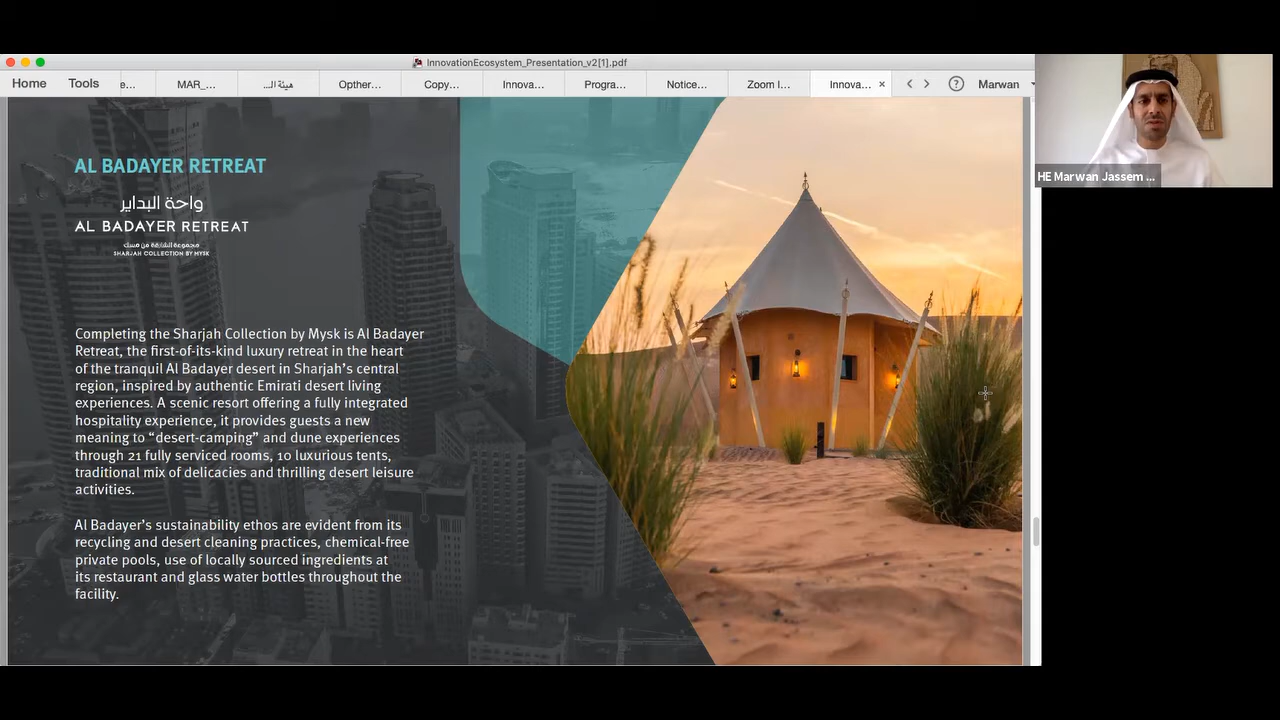 InnovationEcosystem_Presentation_v2[1].pdf
Home
Tools
e...
MAR_...
هيئة ال...
Opther...
Copy...
Innova...
Progra...
Notice...
Zoom I...
Innova...
Marwan
HE Marwan Jassem ...
AL BADAYER RETREAT
واحة البداير
AL BADAYER RETREAT
مجموعة الشارقة من مسك
SHARJAH COLLECTION BY MYSK
Completing the Sharjah Collection by Mysk is Al Badayer
Retreat, the first-of-its-kind luxury retreat in the heart
of the tranquil Al Badayer desert in Sharjah's central
region, inspired by authentic Emirati desert living
experiences. A scenic resort offering a fully integrated
hospitality experience, it provides guests a new
meaning to “desert-camping” and dune experiences
through 21 fully serviced rooms, 10 luxurious tents,
traditional mix of delicacies and thrilling desert leisure
activities.
Al Badayer's sustainability ethos are evident from its
recycling and desert cleaning practices, chemical-free
private pools, use of locally sourced ingredients at
its restaurant and glass water bottles throughout the
facility.